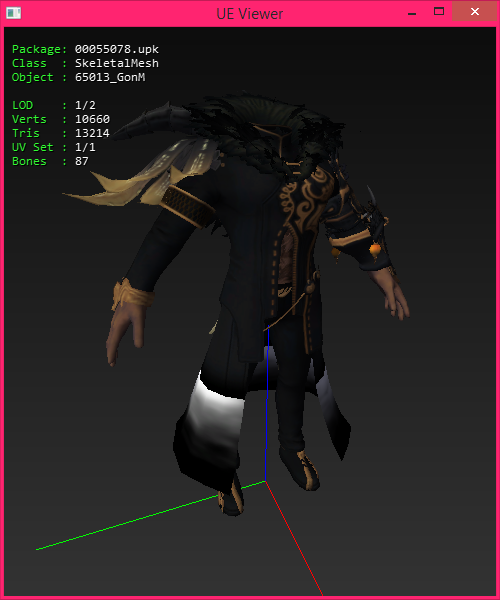 UE Viewer
Package: 00055078.upk
Class : SkeletalMesh
Object : 65013_GonM
LOD : 1/2
Verts : 10660
Tris : 13214
UV Set : 1/1
Bones : 87